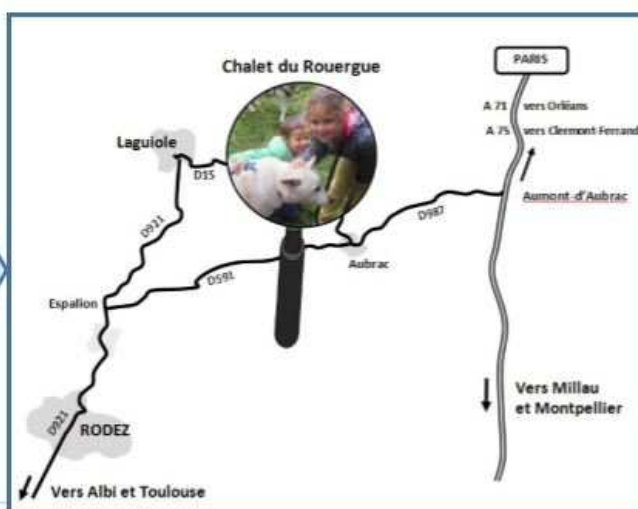 PARIS
Chalet du Rouergue
A 71 vers Orléans
A 75 vers Clermont-Ferrand
Laguiole
D15
Aumont-d'Aubrac
D987
D921
Aubrac
D591
Espalion
Vers Millau
et Montpellier
D921
RODEZ
Vers Albi et Toulouse